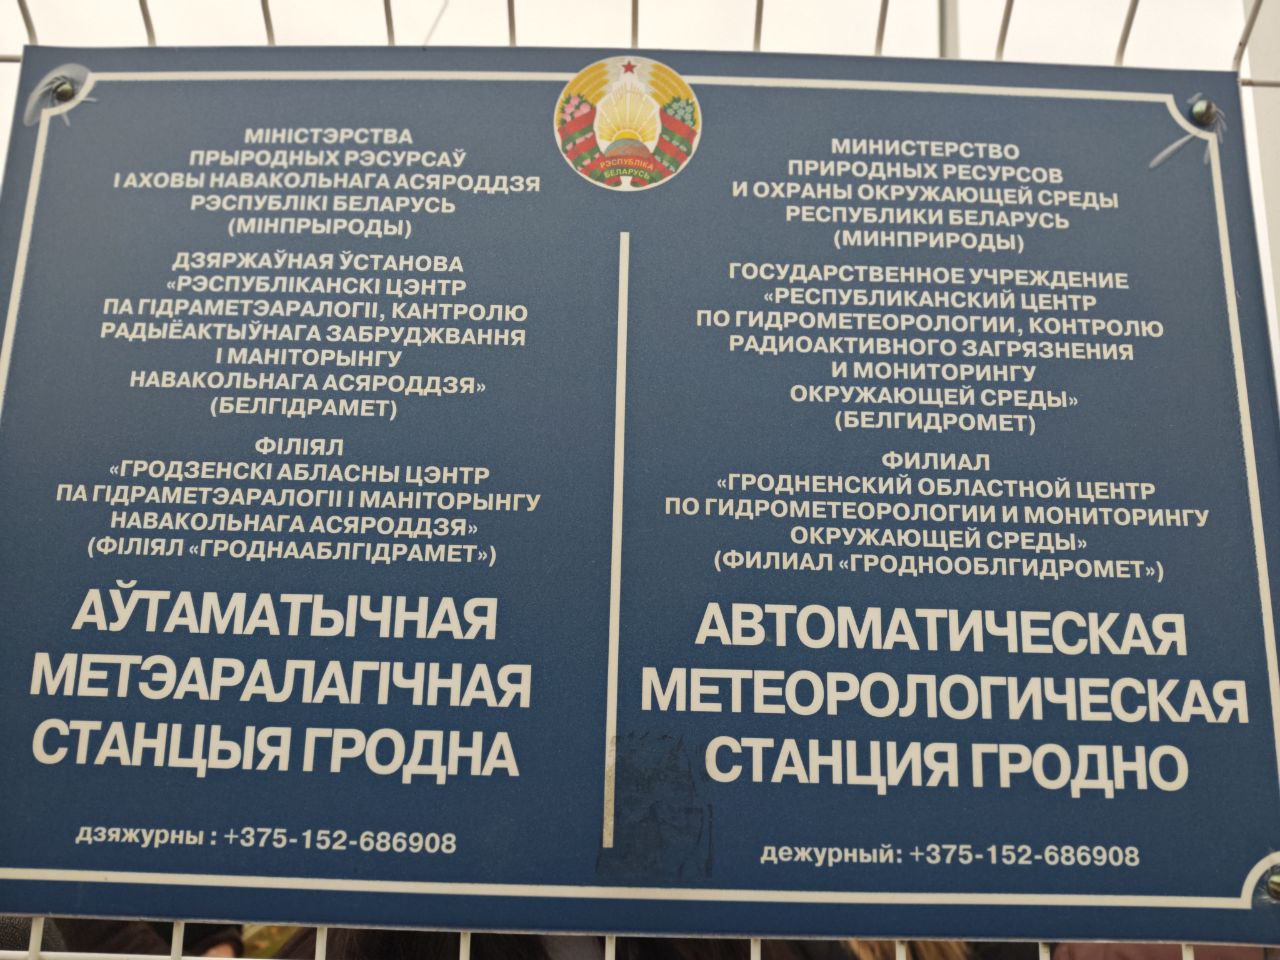 РЭСПУБЛІКА
БЕЛАРУСЬ
МІНІСТЭРСТВА
ПРЫРОДНЫХ РЭСУРСАЎ
І АХОВЫ НАВАКОЛЬНАГА АСЯРОДДЗЯ
РЭСПУБЛІКІ БЕЛАРУСЬ
(МІНПРЫРОДЫ)
ДЗЯРЖАЎНАЯ ЎСТАНОВА
«РЭСПУБЛІКАНСКІ ЦЭНТР
ПА ГІДРАМЕТЭАРАЛОГІІ, КАНТРОЛЮ
РАДЫЁАКТЫЎНАГА ЗАБРУДЖВАННЯ
І МАНІТОРЫНГУ
НАВАКОЛЬНАГА АСЯРОДДЗЯ»
(БЕЛГІДРАМЕТ)
ФІЛІЯЛ
«ГРОДЗЕНСКІ АБЛАСНЫ ЦЭНТР
ПА ГІДРАМЕТЭАРАЛОГІІ І МАНІТОРЫНГУ
НАВАКОЛЬНАГА АСЯРОДДЗЯ»
(ФІЛІЯЛ «ГРОДНААБЛГІДРАМЕТ»)
АЎТАМАТЫЧНАЯ
МЕТЭАРАЛАГІЧНАЯ
СТАНЦЫЯ ГРОДНА
дзяжурны : +375-152-686908
МИНИСТЕРСТВО
ПРИРОДНЫХ РЕСУРСОВ
И ОХРАНЫ ОКРУЖАЮЩЕЙ СРЕДЫ
РЕСПУБЛИКИ БЕЛАРУСЬ
(МИНПРИРОДЫ)
ГОСУДАРСТВЕННОЕ УЧРЕЖДЕНИЕ
«РЕСПУБЛИКАНСКИЙ ЦЕНТР
ПО ГИДРОМЕТЕОРОЛОГИИ, КОНТРОЛЮ
РАДИОАКТИВНОГО ЗАГРЯЗНЕНИЯ
И МОНИТОРИНГУ
ОКРУЖАЮЩЕЙ СРЕДЫ»
(БЕЛГИДРОМЕТ)
ФИЛИАЛ
«ГРОДНЕНСКИЙ ОБЛАСТНОЙ ЦЕНТР
ПО ГИДРОМЕТЕОРОЛОГИИ И МОНИТОРИНГУ
ОКРУЖАЮЩЕЙ СРЕДЫ»
(ФИЛИАЛ «ГРОДНООБЛГИДРОМЕТ»)
АВТОМАТИЧЕСКАЯ
МЕТЕОРОЛОГИЧЕСКАЯ
СТАНЦИЯ ГРОДНО
дежурный: +375-152-686908